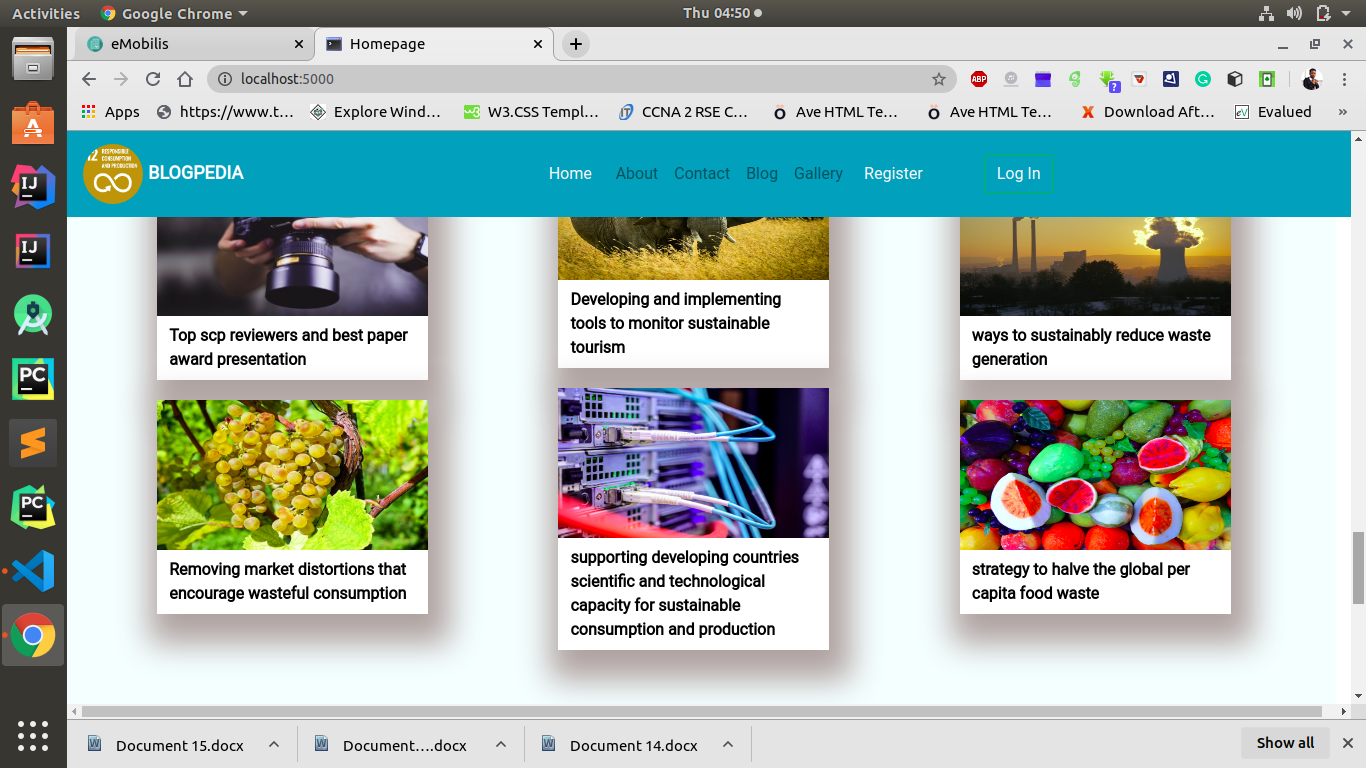 Activities
Google Chrome
Thu 04:50
eMobilis
Homepage
localhost:5000
ABP
?
Apps
https://www.t…
Explore Wind…
W3.CSS Templ…
CCNA 2 RSE C…
Ave HTML Te…
Ave HTML Te…
Download Aft…
Evalued
»
12 RESPONSIBLE
CONSUMPTION
AND PRODUCTION
BLOGPEDIA
Home
About
Contact
Blog
Gallery
Register
Log In
Top scp reviewers and best paper
award presentation
Developing and implementing
tools to monitor sustainable
tourism
ways to sustainably reduce waste
generation
Removing market distortions that
encourage wasteful consumption
supporting developing countries
scientific and technological
capacity for sustainable
consumption and production
strategy to halve the global per
capita food waste
IJ
IJ
PC
PC
Document 15.docx
Document….docx
Document 14.docx
Show all